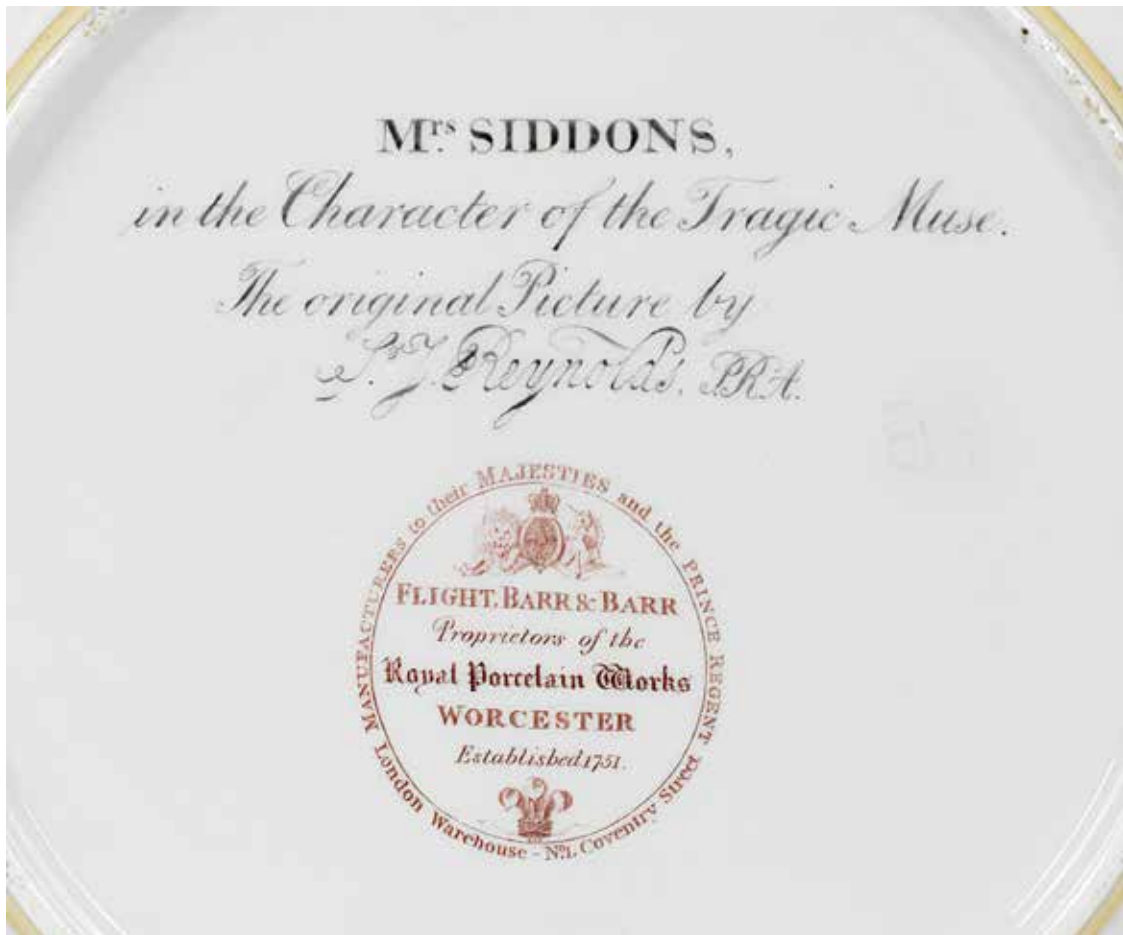 Mrs. SIDDONS,
in the Character of the Tragic Muse.
The original Picture by
Sr. J. Reynolds. P.R.A.
MANUFACTURERS to their MAJESTIES and the PRINCE REGENT
FLIGHT, BARR & BARR
Proprietors of the
Royal Porcelain Works
WORCESTER
Established 1751.
London Warehouse - No. 1. Coventry Street